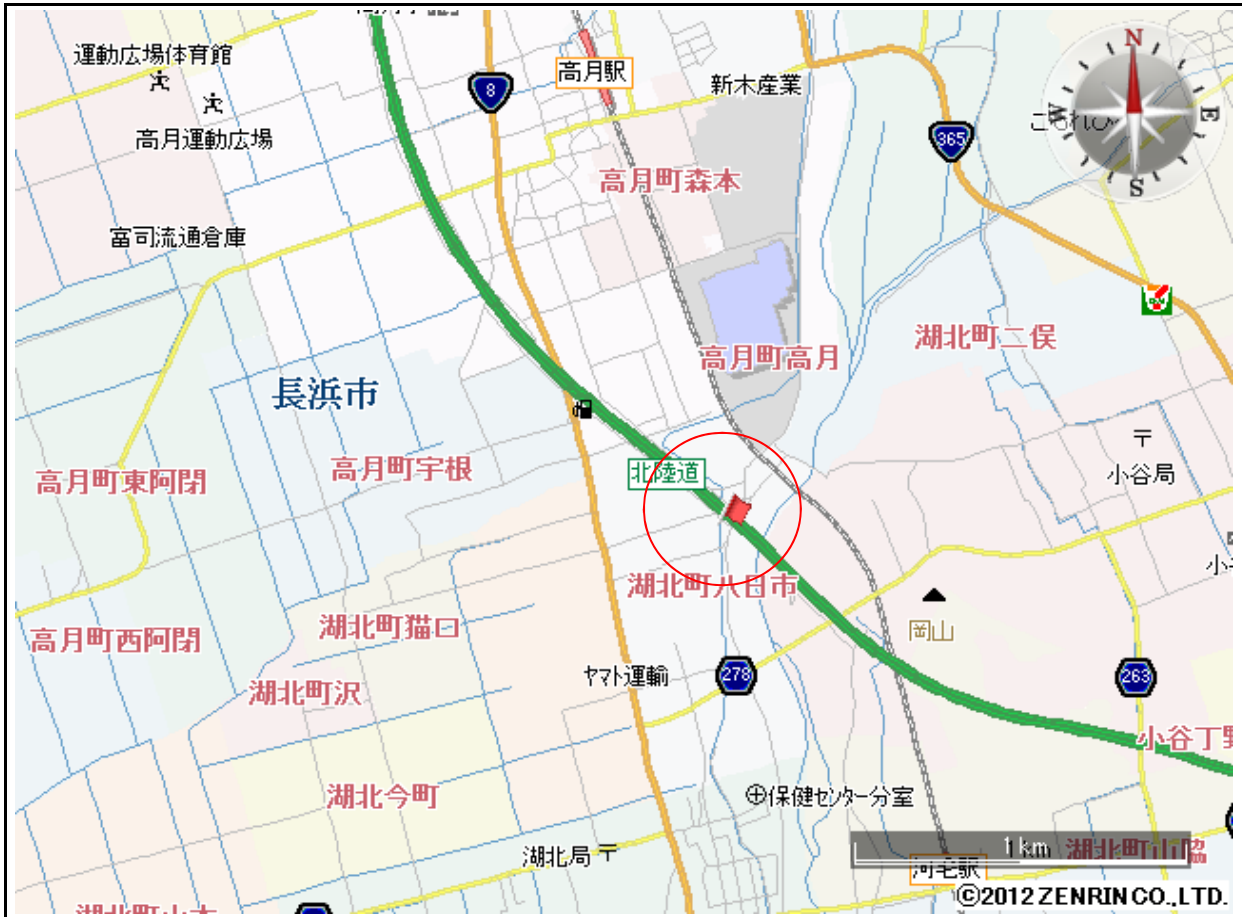 運動広場体育館
8
高月駅
新木産業
N
W
E
S
365
高月運動広場
高月町森本
富司流通倉庫
湖北町二俣
高月町高月
長浜市
高月町東阿閉
高月町宇根
北陸道
〒
小谷局
湖北町八日市
湖北町猫口
高月町西阿閉
岡山
湖北町沢
ヤマト運輸
278
263
小谷丁野
湖北今町
保健センター分室
湖北局〒
1km
湖北町山脇
河毛駅
©2012 ZENRIN CO., LTD.